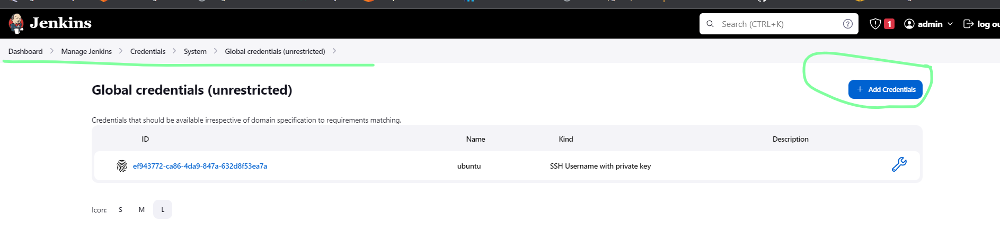 Jenkins
Search (CTRL+K) ?
1
admin
log ou
Dashboard > Manage Jenkins > Credentials > System > Global credentials (unrestricted) >
Global credentials (unrestricted)
+ Add Credentials
Credentials that should be available irrespective of domain specification to requirements matching.
ID Name Kind Description
ef943772-ca86-4da9-847a-632d8f53ea7a ubuntu SSH Username with private key
Icon: S M L